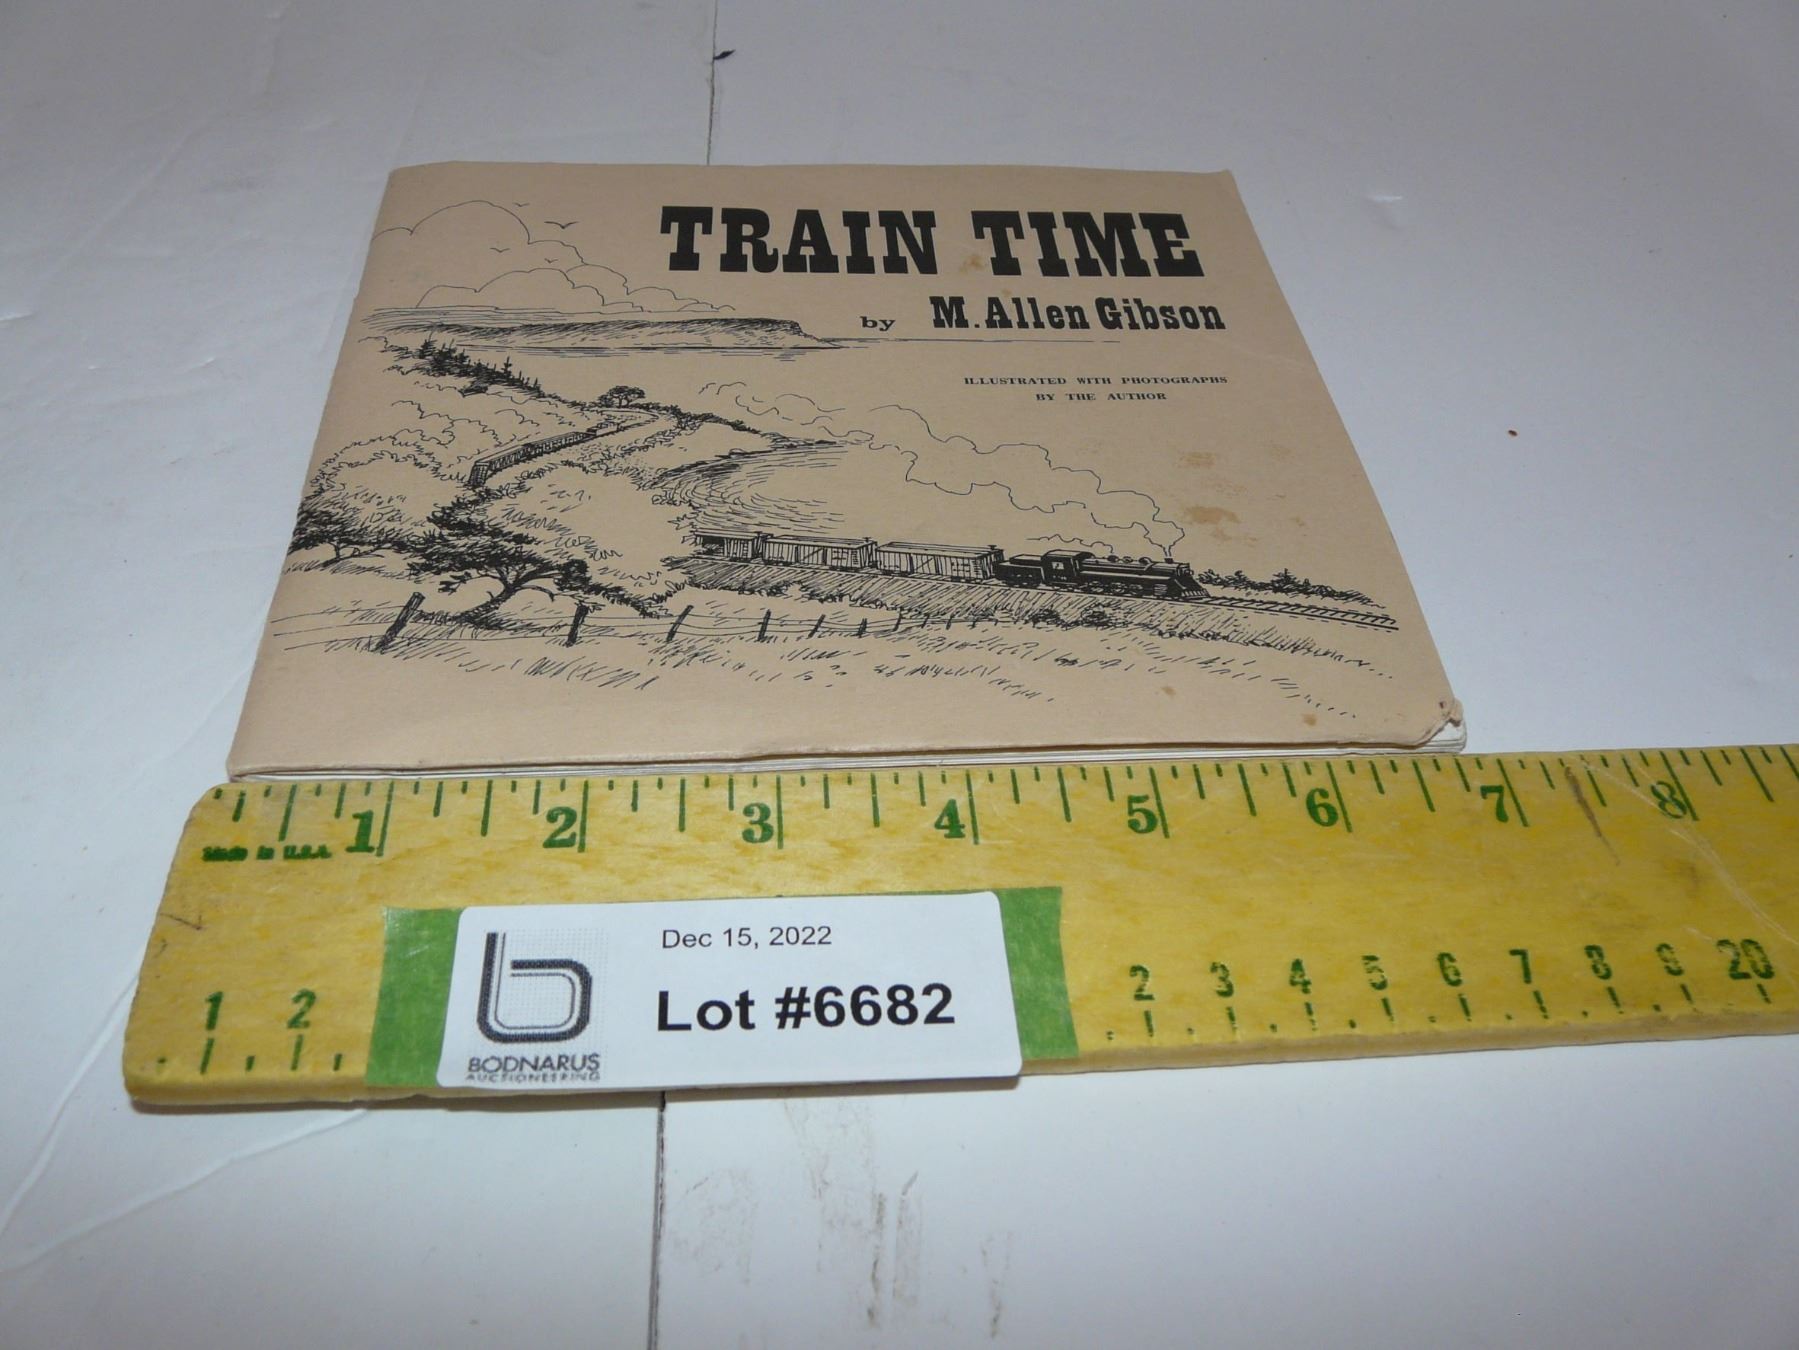 TRAIN TIME
by M. Allen Gibson
ILLUSTRATED WITH PHOTOGRAPHS
BY THE AUTHOR
1 2 3 4 5 6 7 8
Made in U.S.A.
Dec 15, 2022
Lot #6682
BODNARUS
AUCTIONEERING
1 2 2 3 4 5 6 7 8 9 20